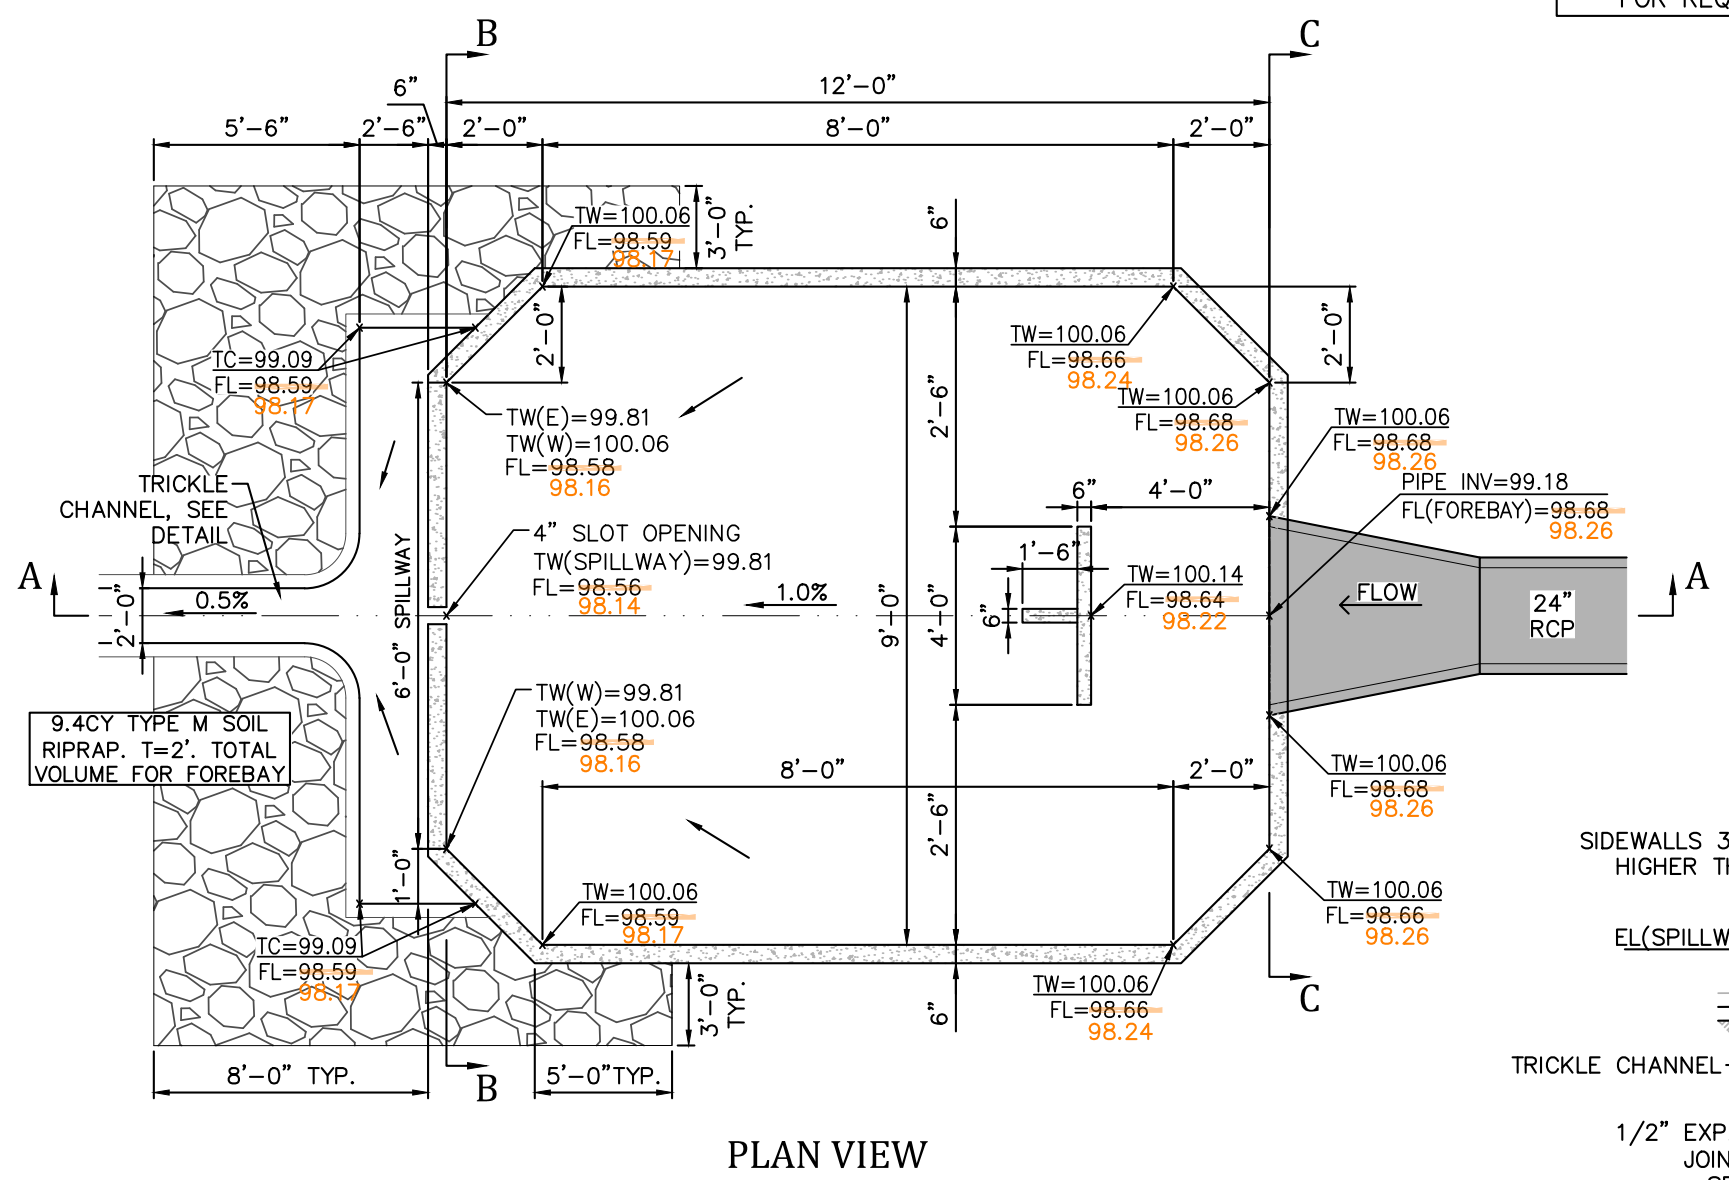 FOR REQ
B
C
12'-0"
6"
5'-6"
2'-6"
2'-0"
8'-0"
2'-0"
TW=100.06
FL=98.59
98.17
3'-0"
TYP.
6"
2'-0"
TW=100.06
FL=98.66
98.24
2'-0"
TC=99.09
FL=98.59
98.17
TW(E)=99.81
TW(W)=100.06
FL=98.58
98.16
2'-6"
TW=100.06
FL=98.68
98.26
TW=100.06
FL=98.68
98.26
PIPE INV=99.18
FL(FOREBAY)=98.68
98.26
TRICKLE
CHANNEL, SEE
DETAIL
4" SLOT OPENING
TW(SPILLWAY)=99.81
FL=98.56
98.14
6"
4'-0"
1'-6"
6"
TW=100.14
FL=98.64
98.22
A
2'-0"
0.5%
6'-0" SPILLWAY
1.0%
9'-0"
4'-0"
FLOW
24"
RCP
A
TW(W)=99.81
TW(E)=100.06
FL=98.58
98.16
9.4CY TYPE M SOIL
RIPRAP. T=2'. TOTAL
VOLUME FOR FOREBAY
8'-0"
2'-0"
TW=100.06
FL=98.68
98.26
2'-6"
1'-0"
SIDEWALLS 3
HIGHER TH
TW=100.06
FL=98.59
98.17
TW=100.06
FL=98.66
98.26
TC=99.09
FL=98.59
98.17
EL(SPILLW
3'-0"
TYP.
6"
TW=100.06
FL=98.66
98.24
C
8'-0" TYP.
B
5'-0"TYP.
TRICKLE CHANNEL-
1/2" EXP
JOIN
PLAN VIEW